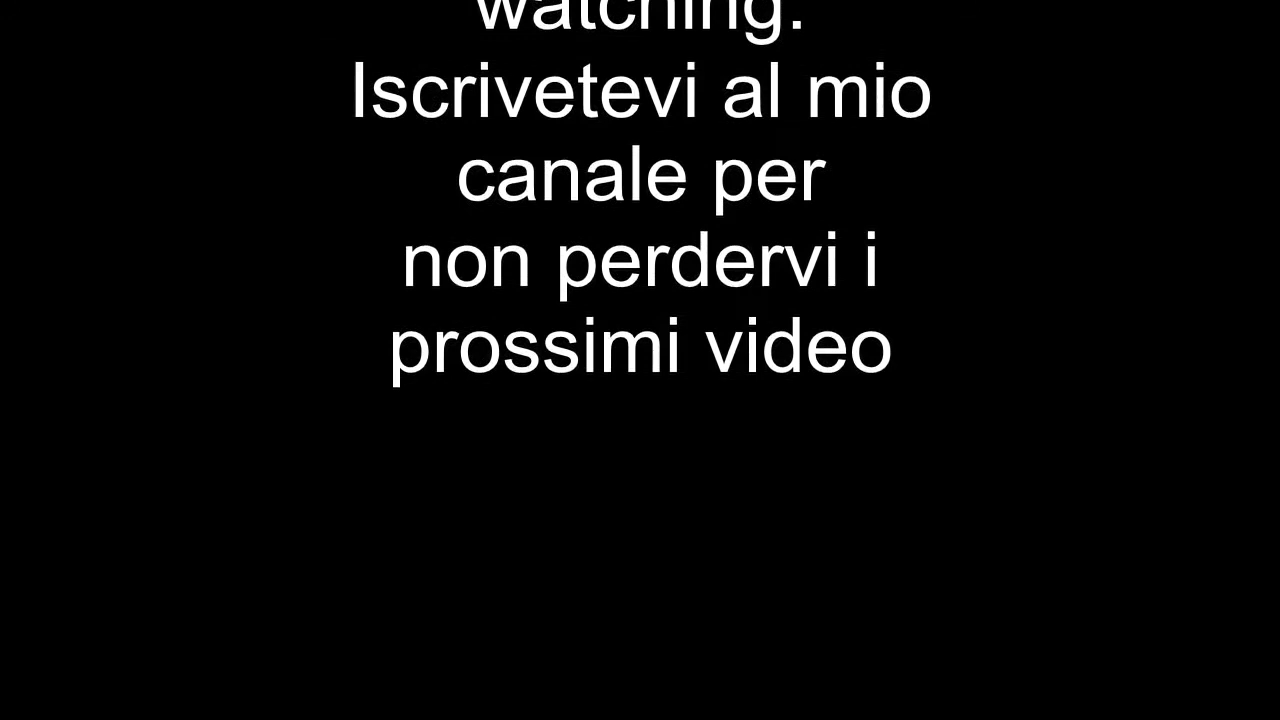 watching.
Iscrivetevi al mio
canale per
non perdervi i
prossimi video